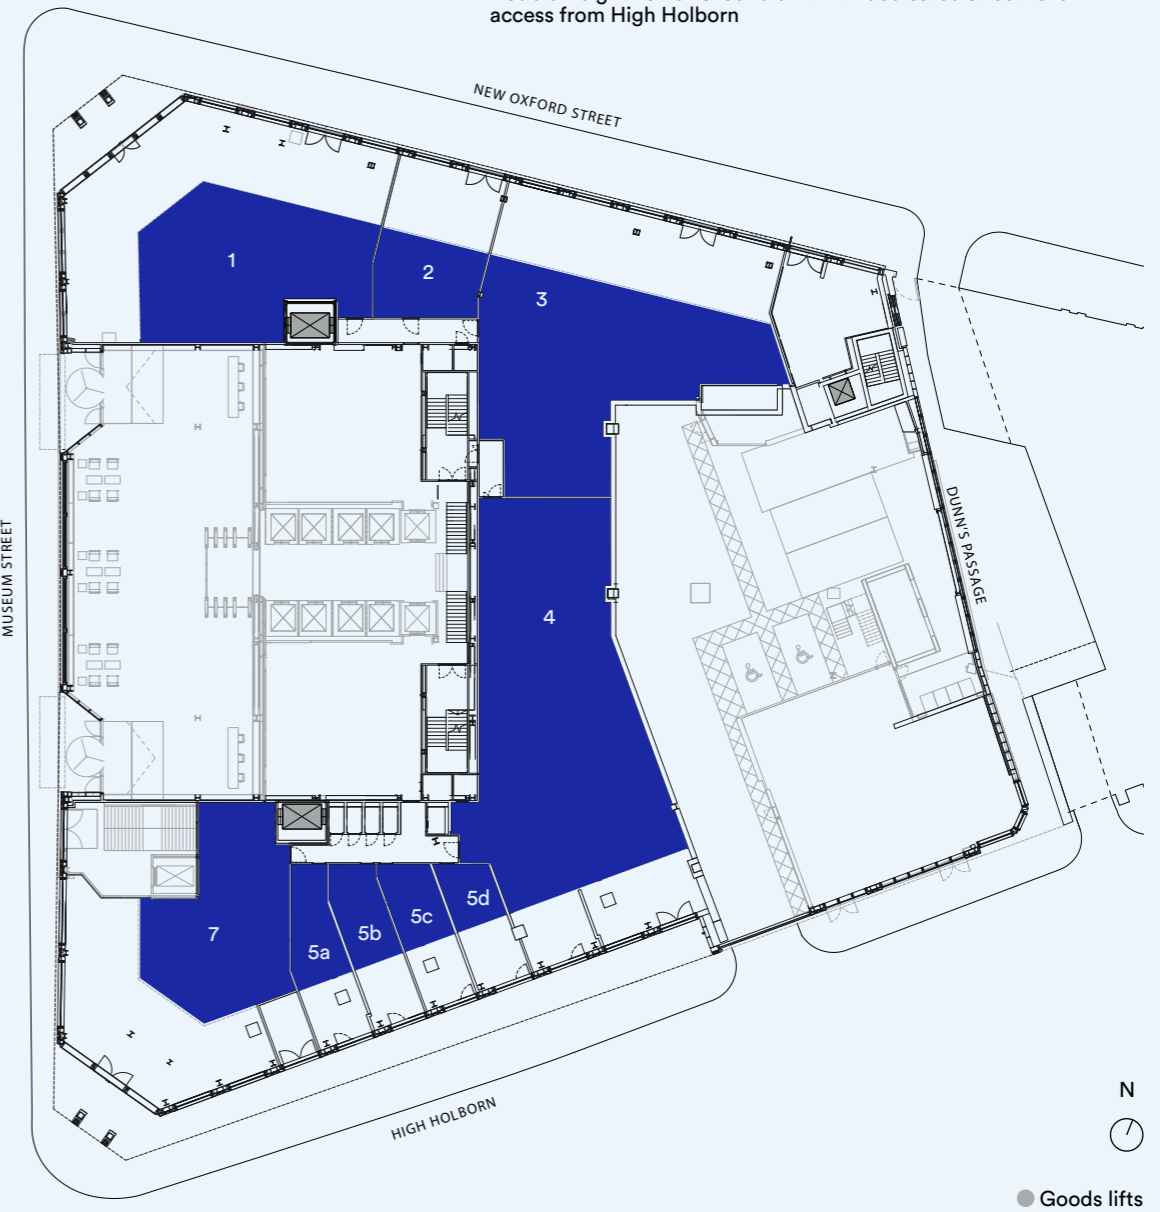 access from High Holborn
NEW OXFORD STREET
1
2
3
MUSEUM STREET
DUNN'S PASSAGE
4
5d
5c
5b
5a
7
HIGH HOLBORN
N
Goods lifts